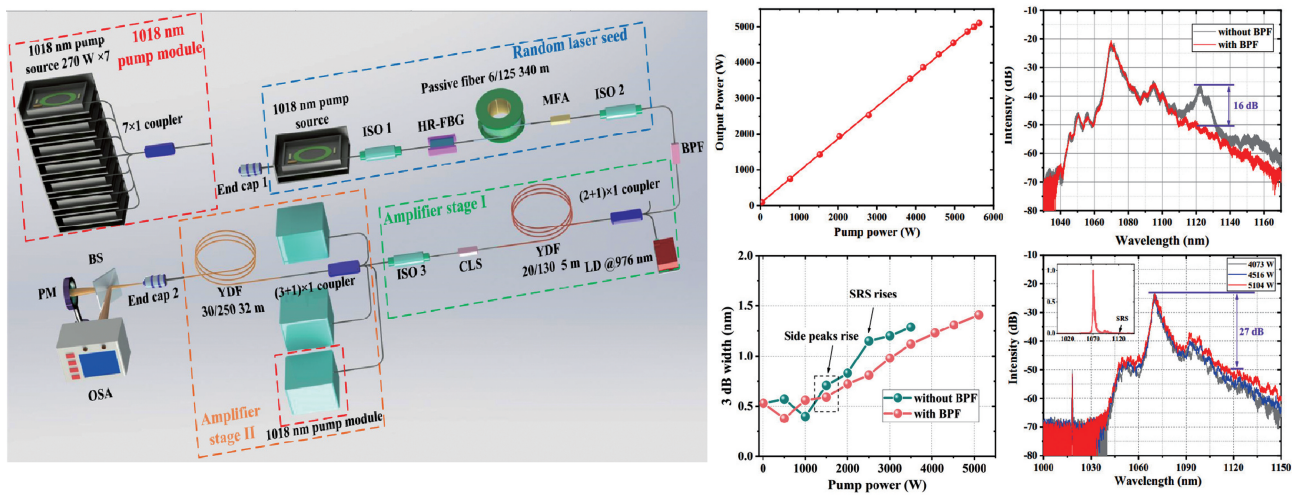 1018 nm pump
source 270 W ×7
1018 nm
pump module
7×1 coupler
Random laser seed
1018 nm pump
source
ISO 1
HR-FBG
Passive fiber 6/125 340 m
MFA
ISO 2
End cap 1
BPF
Amplifier stage I
(2+1)×1 coupler
YDF
20/130 5 m
LD @976 nm
CLS
ISO 3
BS
PM
End cap 2
OSA
YDF
30/250 32 m
(3+1)×1 coupler
Amplifier
stage II
1018 nm pump module
Output Power (W)
5000
4000
3000
2000
1000
0
0 1000 2000 3000 4000 5000 6000
Pump power (W)
Intensity (dB)
-10
-20
-30
-40
-50
-60
-70
-80
without BPF
with BPF
16 dB
1040 1060 1080 1100 1120 1140 1160
Wavelength (nm)
3 dB width (nm)
2.0
1.5
1.0
0.5
0.0
SRS rises
Side peaks rise
without BPF
with BPF
0 1000 2000 3000 4000 5000
Pump power (W)
Intensity (dB)
-20
-30
-40
-50
-60
-70
-80
1.0
0.5
0.0
SRS
1020 1070 1120
4073 W
4516 W
5104 W
27 dB
1000 1030 1060 1090 1120 1150
Wavelength (nm)